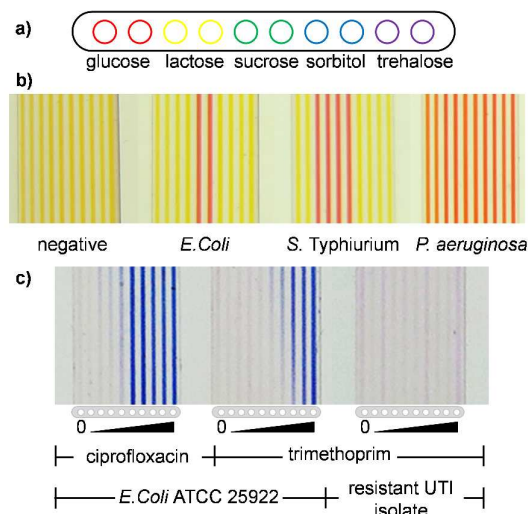 a)
glucose lactose sucrose sorbitol trehalose
b)
negative E.Coli S. Typhiurium P. aeruginosa
c)
0 0 0
ciprofloxacin trimethoprim
E.Coli ATCC 25922 resistant UTI
isolate